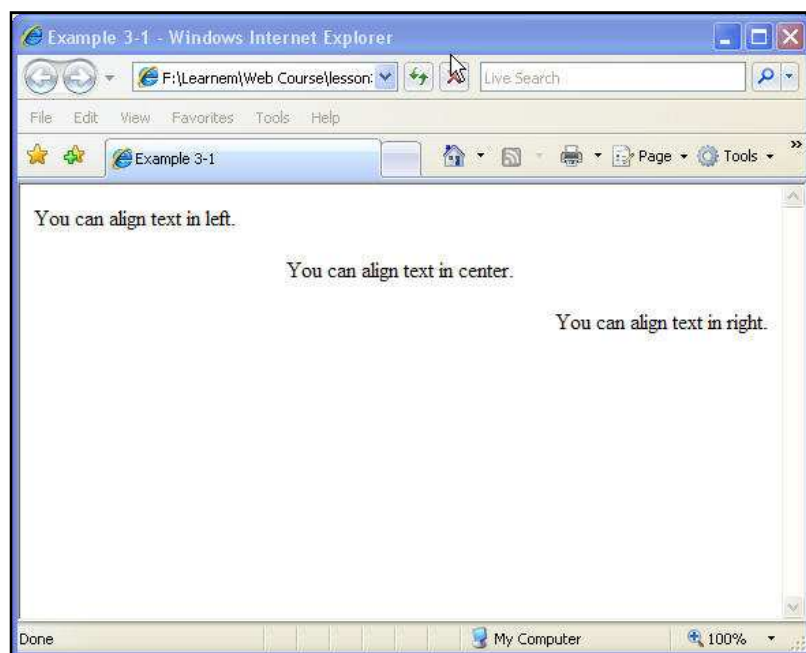 Example 3-1 - Windows Internet Explorer
F:\Learnem\Web Course\lesson
Live Search
File Edit View Favorites Tools Help
Example 3-1
Page Tools
You can align text in left.
You can align text in center.
You can align text in right.
Done My Computer 100%